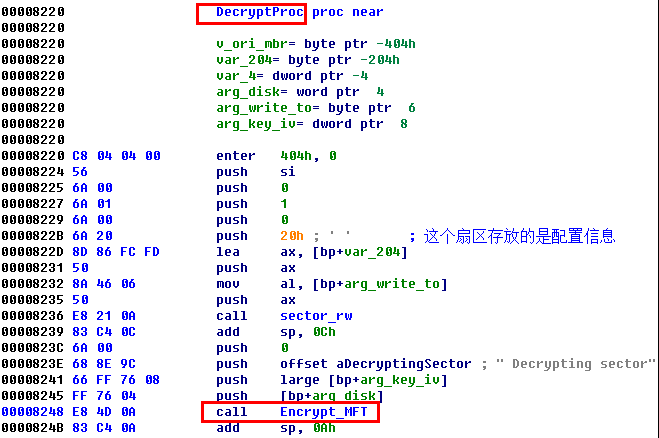 00008220 DecryptProc proc near
00008220
00008220 v_ori_mbr= byte ptr -404h
00008220 var_204= byte ptr -204h
00008220 var_4= dword ptr -4
00008220 arg_disk= word ptr 4
00008220 arg_write_to= byte ptr 6
00008220 arg_key_iv= dword ptr 8
00008220
00008220 C8 04 04 00 enter 404h, 0
00008224 56 push si
00008225 6A 00 push 0
00008227 6A 01 push 1
00008229 6A 00 push 0
0000822B 6A 20 push 20h ; ' ' ; 这个扇区存放的是配置信息
0000822D 8D 86 FC FD lea ax, [bp+var_204]
00008231 50 push ax
00008232 8A 46 06 mov al, [bp+arg_write_to]
00008235 50 push ax
00008236 E8 21 0A call sector_rw
00008239 83 C4 0C add sp, 0Ch
0000823C 6A 00 push 0
0000823E 68 8E 9C push offset aDecryptingSector ; " Decrypting sector"
00008241 66 FF 76 08 push large [bp+arg_key_iv]
00008245 FF 76 04 push [bp+arg_disk]
00008248 E8 4D 0A call Encrypt_MFT
0000824B 83 C4 0A add sp, 0Ah